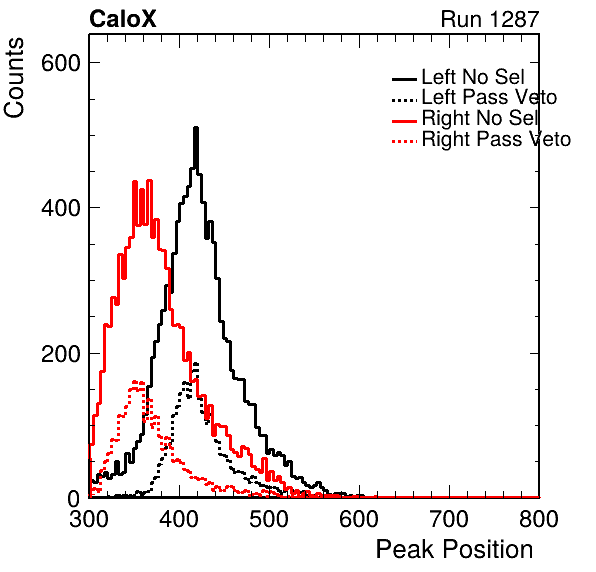 CaloX Run 1287
Counts
600
400
200
0
Left No Sel
Left Pass Veto
Right No Sel
Right Pass Veto
300 400 500 600 700 800
Peak Position